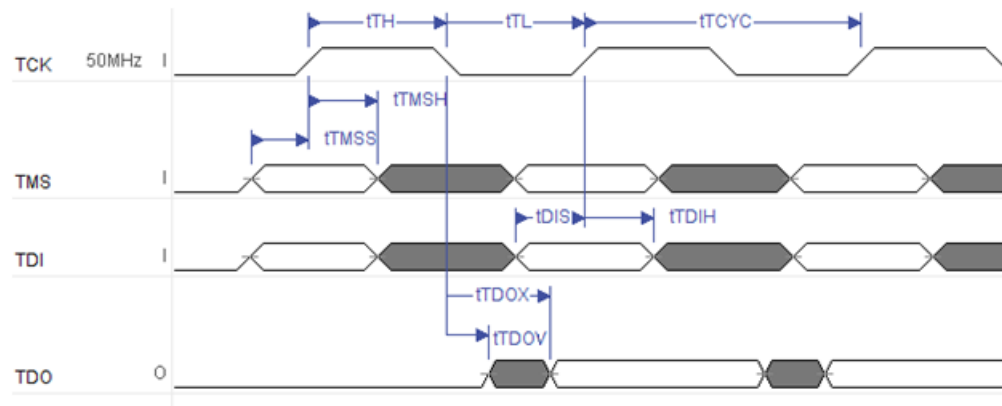 tTH tTL tTCYC
TCK 50MHz I
tTMSH
tTMSS
TMS I
tDIS tTDIH
TDI I
tTDOX
tTDOV
TDO O